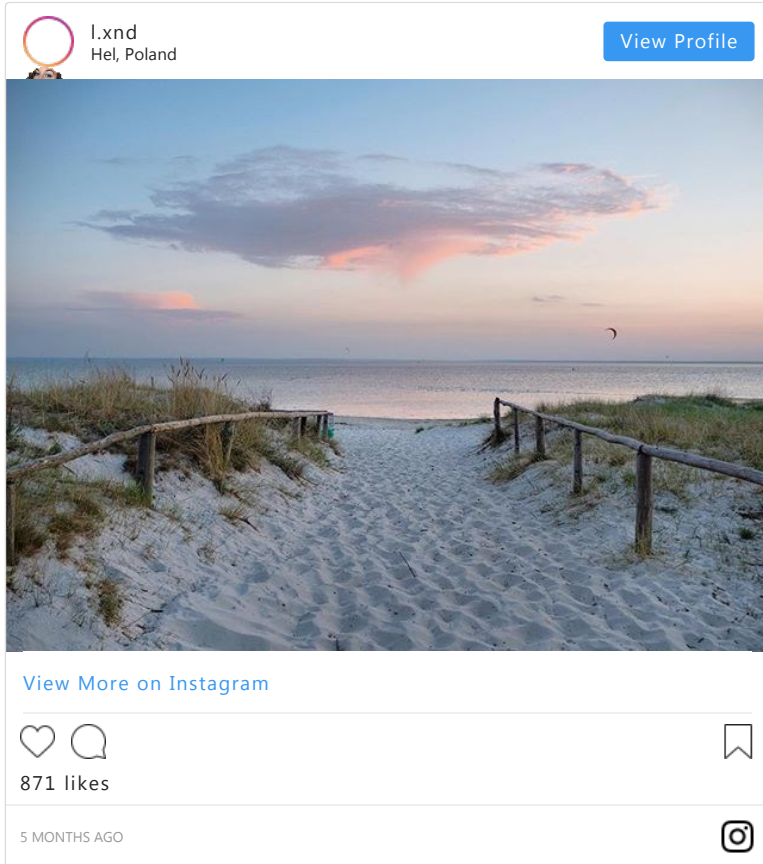 l.xnd
Hel, Poland
View Profile
View More on Instagram
871 likes
5 MONTHS AGO